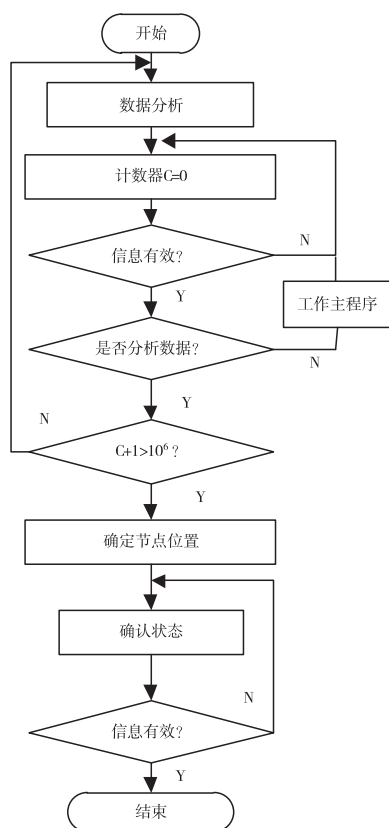 开始
数据分析
计数器C=0
信息有效?
N
Y
工作主程序
是否分析数据?
N
Y
N
C+1>10⁶?
Y
确定节点位置
确认状态
N
信息有效?
Y
结束